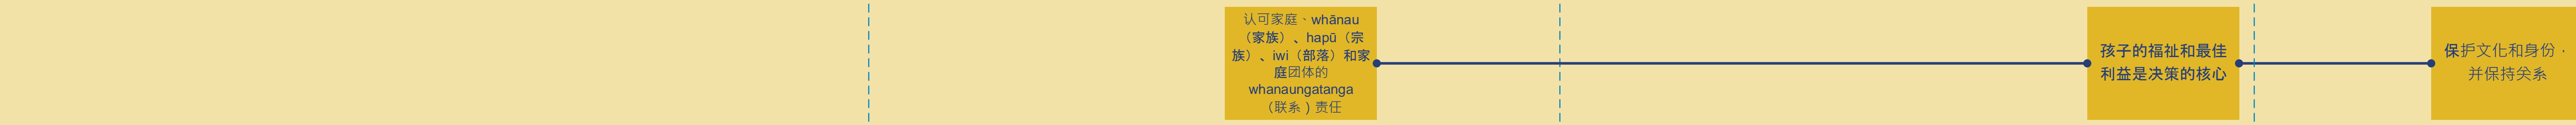 认可家庭、whānau
（家族）、hapū（宗
族）、iwi（部落）和家
庭团体的
whanaungatanga
（联系）责任
孩子的福祉和最佳
利益是决策的核心
保护文化和身份，
并保持关系